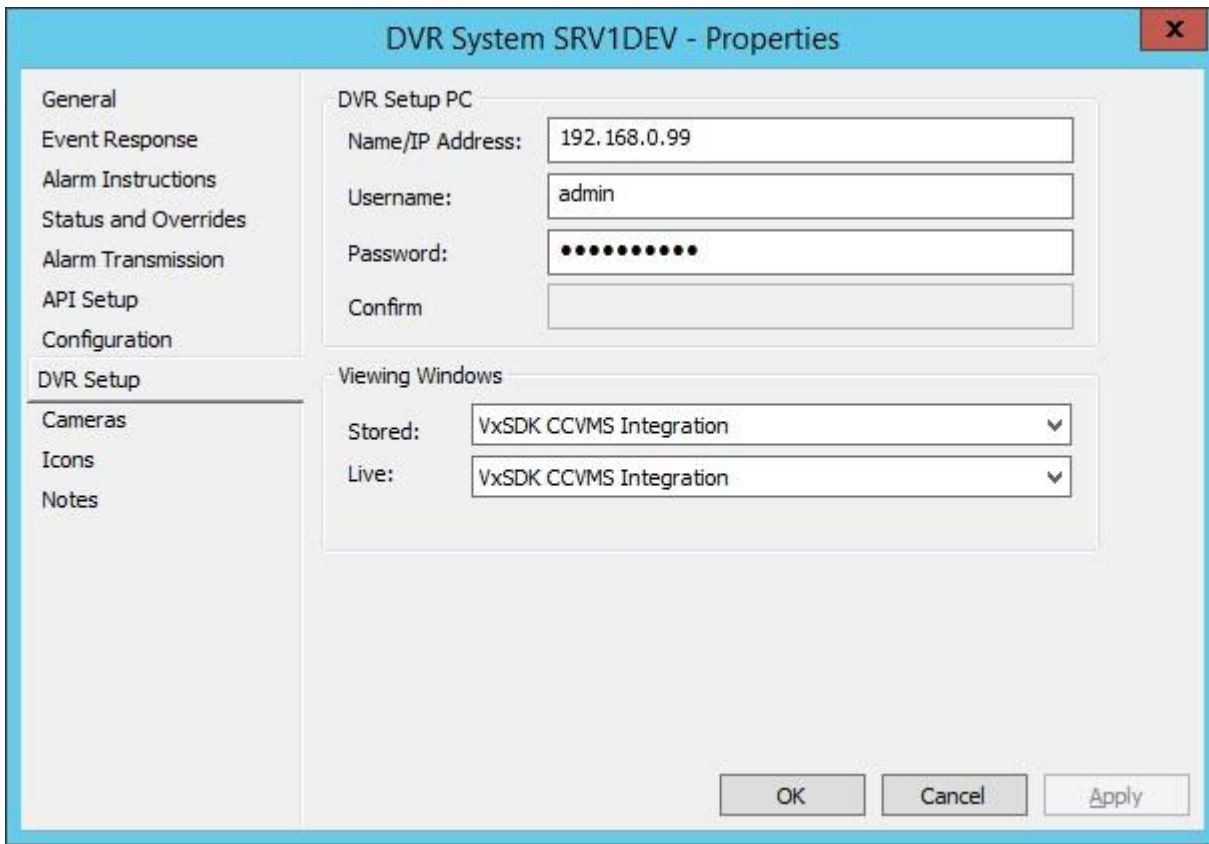 DVR System SRV1DEV - Properties
x
General
Event Response
Alarm Instructions
Status and Overrides
Alarm Transmission
API Setup
Configuration
DVR Setup
Cameras
Icons
Notes
DVR Setup PC
Name/IP Address: 192.168.0.99
Username: admin
Password: ●●●●●●●●●●
Confirm
Viewing Windows
Stored: VxSDK CCVMS Integration
Live: VxSDK CCVMS Integration
OK Cancel Apply